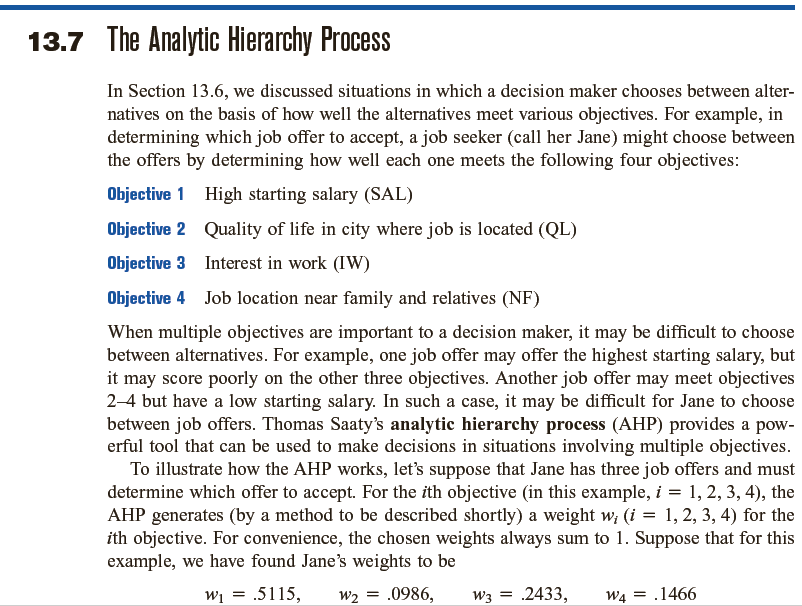 13.7 The Analytic Hierarchy Process
In Section 13.6, we discussed situations in which a decision maker chooses between alter-
natives on the basis of how well the alternatives meet various objectives. For example, in
determining which job offer to accept, a job seeker (call her Jane) might choose between
the offers by determining how well each one meets the following four objectives:
Objective 1 High starting salary (SAL)
Objective 2 Quality of life in city where job is located (QL)
Objective 3 Interest in work (IW)
Objective 4 Job location near family and relatives (NF)
When multiple objectives are important to a decision maker, it may be difficult to choose
between alternatives. For example, one job offer may offer the highest starting salary, but
it may score poorly on the other three objectives. Another job offer may meet objectives
2–4 but have a low starting salary. In such a case, it may be difficult for Jane to choose
between job offers. Thomas Saaty's analytic hierarchy process (AHP) provides a pow-
erful tool that can be used to make decisions in situations involving multiple objectives.
To illustrate how the AHP works, let's suppose that Jane has three job offers and must
determine which offer to accept. For the ith objective (in this example, i = 1, 2, 3, 4), the
AHP generates (by a method to be described shortly) a weight wᵢ (i = 1, 2, 3, 4) for the
ith objective. For convenience, the chosen weights always sum to 1. Suppose that for this
example, we have found Jane's weights to be
w₁ = .5115, w₂ = .0986, w₃ = .2433, w₄ = .1466